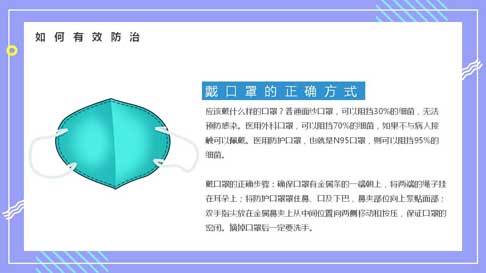 如何有效防治
戴口罩的正确方式
应该戴什么样的口罩？普通面纱口罩，可以阻挡30%的细菌，无法
预防感染。医用外科口罩，可以阻挡70%的细菌，如果不与病人接
触可以佩戴。医用防护口罩，也就是N95口罩，则可以阻挡95%的
细菌。
戴口罩的正确步骤：确保口罩有金属条的一端朝上，将两端的绳子挂
在耳朵上；将防护口罩罩住鼻、口及下巴，鼻夹部位向上紧贴面部；
双手指尖放在金属鼻夹上从中间位置向两侧移动和按压，保证口罩的
密闭。摘掉口罩后一定要洗手。